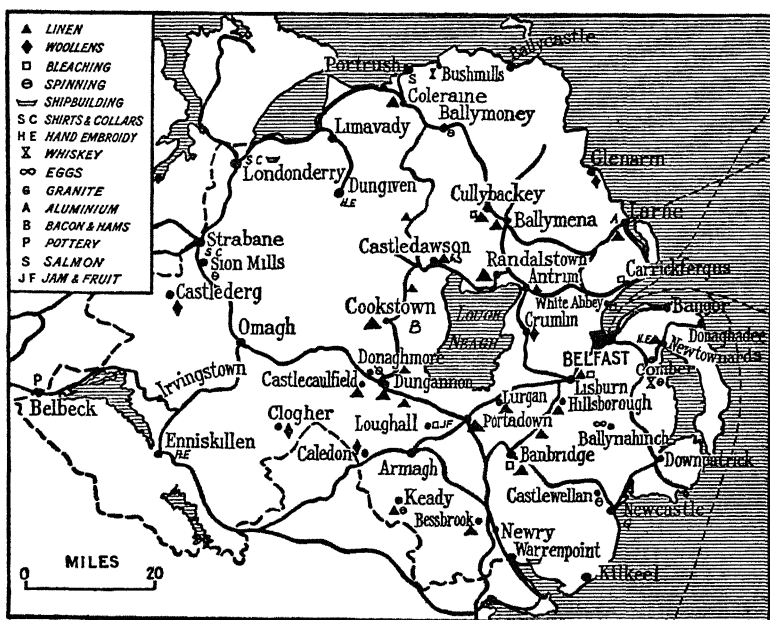 LINEN
WOOLLENS
BLEACHING
SPINNING
SHIPBUILDING
S C SHIRTS & COLLARS
H E HAND EMBROIDY
WHISKEY
EGGS
G GRANITE
A ALUMINIUM
B BACON & HAMS
P POTTERY
S SALMON
J F JAM & FRUIT
Ballycastle
Portrush
S
Bushmills
Coleraine
Ballymoney
Limavady
Glenarm
S C
Londonderry
Dungiven
H.E
Cullybackey
Ballymena
A
Larne
Strabane
S C
Sion Mills
Castledawson
Randalstown
Antrim
Carrickfergus
Castlederg
White Abbey
Bangor
Cookstown
B
LOUGH
NEAGH
Crumlin
Donaghadee
Omagh
H.E
Newtownards
BELFAST
Comber
Donaghmore
P
Belbeck
Irvingstown
Castlecaulfield
Dungannon
Lisburn
Lurgan
Hillsborough
Clogher
Loughall
J F
Portadown
Ballynahinch
Enniskillen
H.E
Caledon
Armagh
Banbridge
Downpatrick
Keady
Castlewellan
Bessbrook
Newcastle
G
Newry
Warrenpoint
Kilkeel
MILES
0 20